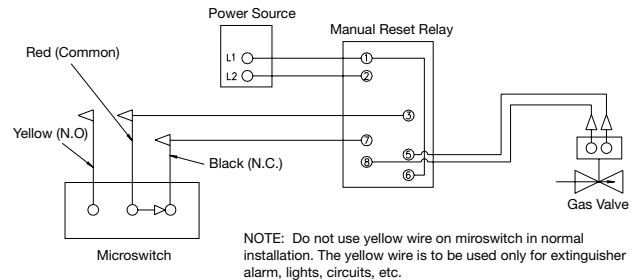 Power Source
Manual Reset Relay
Red (Common)
L1
L2
1
2
3
Yellow (N.O)
7
Black (N.C.)
5
8
6
Gas Valve
Microswitch
NOTE: Do not use yellow wire on miroswitch in normal
installation. The yellow wire is to be used only for extinguisher
alarm, lights, circuits, etc.